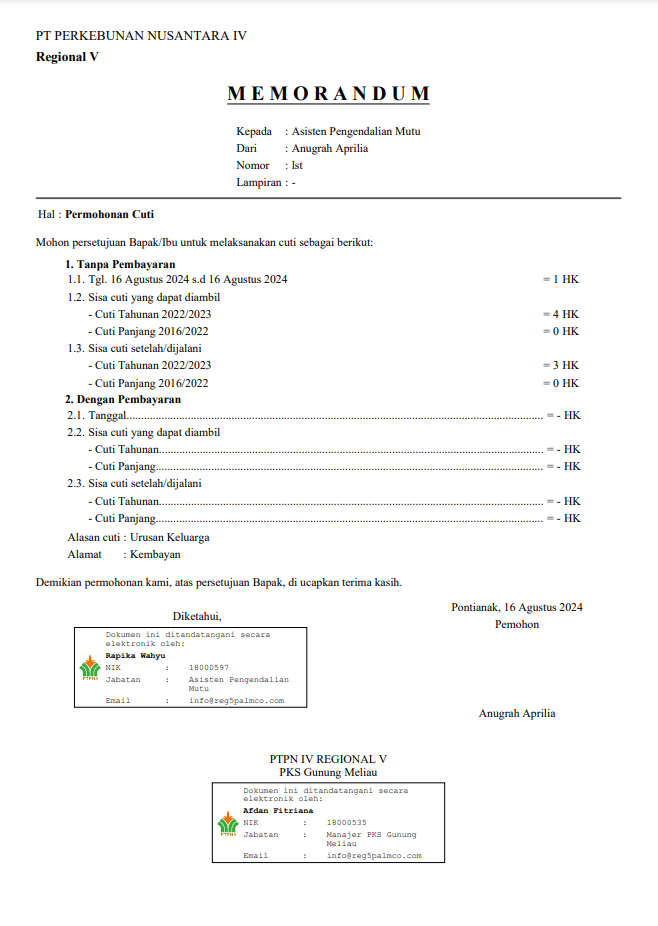 PT PERKEBUNAN NUSANTARA IV
Regional V
MEMORANDUM
Kepada : Asisten Pengendalian Mutu
Dari : Anugrah Aprilia
Nomor : lst
Lampiran : -
Hal : Permohonan Cuti
Mohon persetujuan Bapak/Ibu untuk melaksanakan cuti sebagai berikut:
1. Tanpa Pembayaran
1.1. Tgl. 16 Agustus 2024 s.d 16 Agustus 2024 = 1 HK
1.2. Sisa cuti yang dapat diambil
- Cuti Tahunan 2022/2023 = 4 HK
- Cuti Panjang 2016/2022 = 0 HK
1.3. Sisa cuti setelah/dijalani
- Cuti Tahunan 2022/2023 = 3 HK
- Cuti Panjang 2016/2022 = 0 HK
2. Dengan Pembayaran
2.1. Tanggal........ = - HK
2.2. Sisa cuti yang dapat diambil
- Cuti Tahunan........ = - HK
- Cuti Panjang........ = - HK
2.3. Sisa cuti setelah/dijalani
- Cuti Tahunan........ = - HK
- Cuti Panjang........ = - HK
Alasan cuti : Urusan Keluarga
Alamat : Kembayan
Demikian permohonan kami, atas persetujuan Bapak, di ucapkan terima kasih.
Pontianak, 16 Agustus 2024
Pemohon
Diketahui,
Dokumen ini ditandatangani secara
elektronik oleh:
Rapika Wahyu
NIK : 18000597
Jabatan : Asisten Pengendalian
Mutu
Email : info@reg5palmco.com
PTPN4
Anugrah Aprilia
PTPN IV REGIONAL V
PKS Gunung Meliau
Dokumen ini ditandatangani secara
elektronik oleh:
Afdan Fitriana
NIK : 18000535
Jabatan : Manajer PKS Gunung
Meliau
Email : info@reg5palmco.com
PTPN4